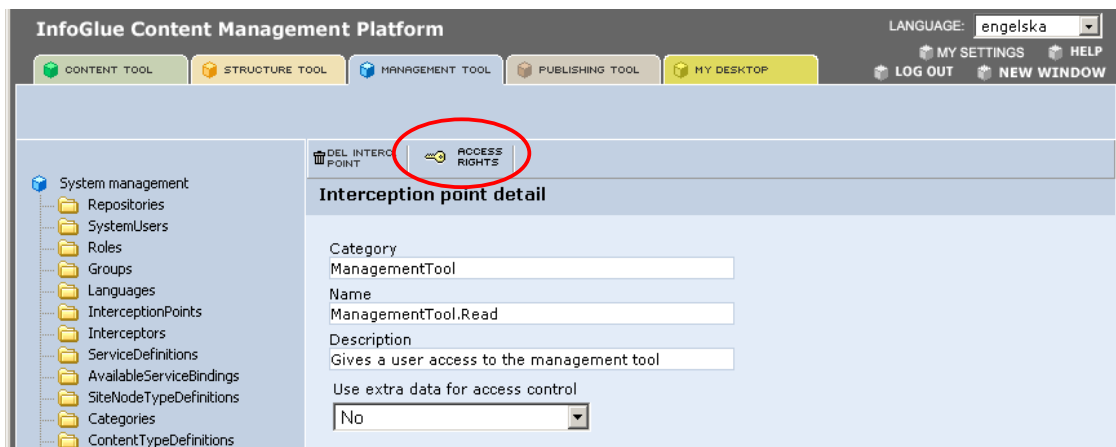 InfoGlue Content Management Platform
LANGUAGE: engelska
MY SETTINGS HELP
LOG OUT NEW WINDOW
CONTENT TOOL STRUCTURE TOOL MANAGEMENT TOOL PUBLISHING TOOL MY DESKTOP
DEL INTERC POINT
ACCESS RIGHTS
Interception point detail
System management
Repositories
SystemUsers
Roles
Groups
Languages
InterceptionPoints
Interceptors
ServiceDefinitions
AvailableServiceBindings
SiteNodeTypeDefinitions
Categories
ContentTypeDefinitions
Category
ManagementTool
Name
ManagementTool.Read
Description
Gives a user access to the management tool
Use extra data for access control
No